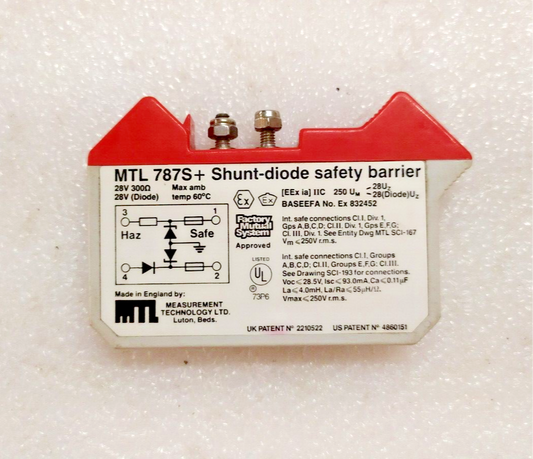 MTL 787S+ Shunt-diode safety barrier
28V 300Ω Max amb
28V (Diode) temp 60°C
[EEx ia] IIC 250 UM 28UZ
28(Diode)UZ
BASEEFA No. Ex 832452
3 1
Haz Safe
4 2
Factory
Mutual
System
Approved
Int. safe connections Cl.I, Div. 1,
Gps A,B,C,D; Cl.II. Div. 1, Gps E,F,G;
Cl. III, Div. 1. See Entity Dwg MTL SCI-167
Vm ⩽250V r.m.s.
LISTED
UL
®
73P6
Int. safe connections Cl.I, Groups
A,B,C,D; Cl.II, Groups E,F,G; Cl.III.
See Drawing SCI-193 for connections.
Voc⩽28.5V, Isc⩽93.0mA, Ca⩽0.11µF
La⩽4.0mH, La/Ra⩽55µH/Ω.
Vmax⩽250V r.m.s.
Made in England by:
MTL MEASUREMENT
TECHNOLOGY LTD.
Luton, Beds.
UK PATENT Nº 2210522 US PATENT Nº 4860151